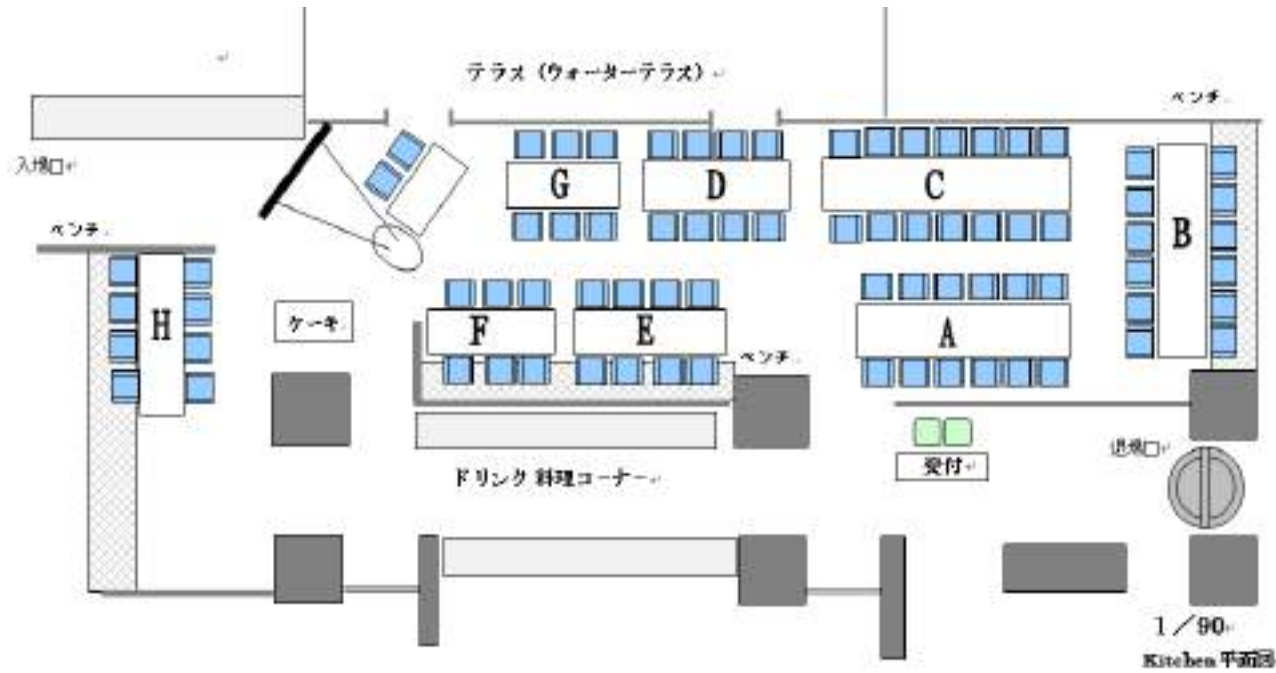 テラス（ウォーターテラス）
ベンチ
入場口
ベンチ
G
D
C
B
H
ケーキ
F
E
A
ベンチ
退場口
受付
ドリンク 料理コーナー
1／90
Kitchen 平面図